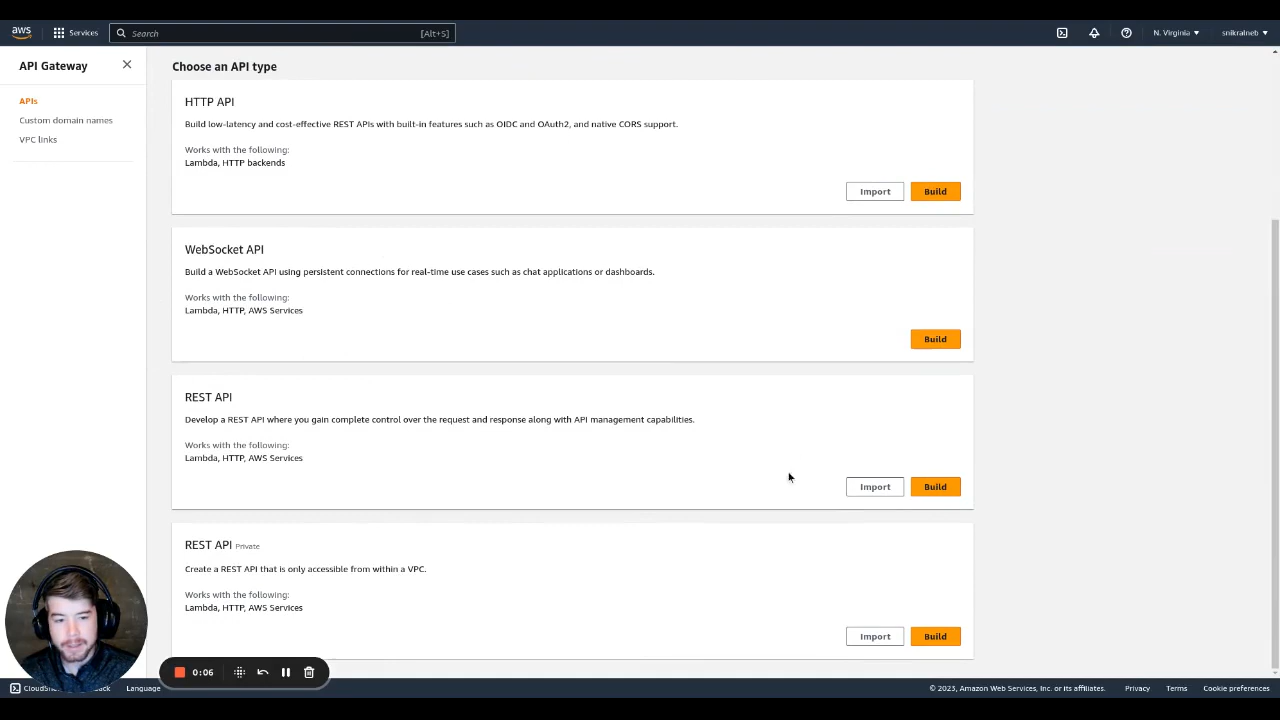 aws
Services
Search
[Alt+S]
N. Virginia
snikralneb
API Gateway
APIs
Custom domain names
VPC links
Choose an API type
HTTP API
Build low-latency and cost-effective REST APIs with built-in features such as OIDC and OAuth2, and native CORS support.
Works with the following:
Lambda, HTTP backends
Import
Build
WebSocket API
Build a WebSocket API using persistent connections for real-time use cases such as chat applications or dashboards.
Works with the following:
Lambda, HTTP, AWS Services
Build
REST API
Develop a REST API where you gain complete control over the request and response along with API management capabilities.
Works with the following:
Lambda, HTTP, AWS Services
Import
Build
REST API Private
Create a REST API that is only accessible from within a VPC.
Works with the following:
Lambda, HTTP, AWS Services
Import
Build
0:06
Language
© 2023, Amazon Web Services, Inc. or its affiliates.
Privacy
Terms
Cookie preferences